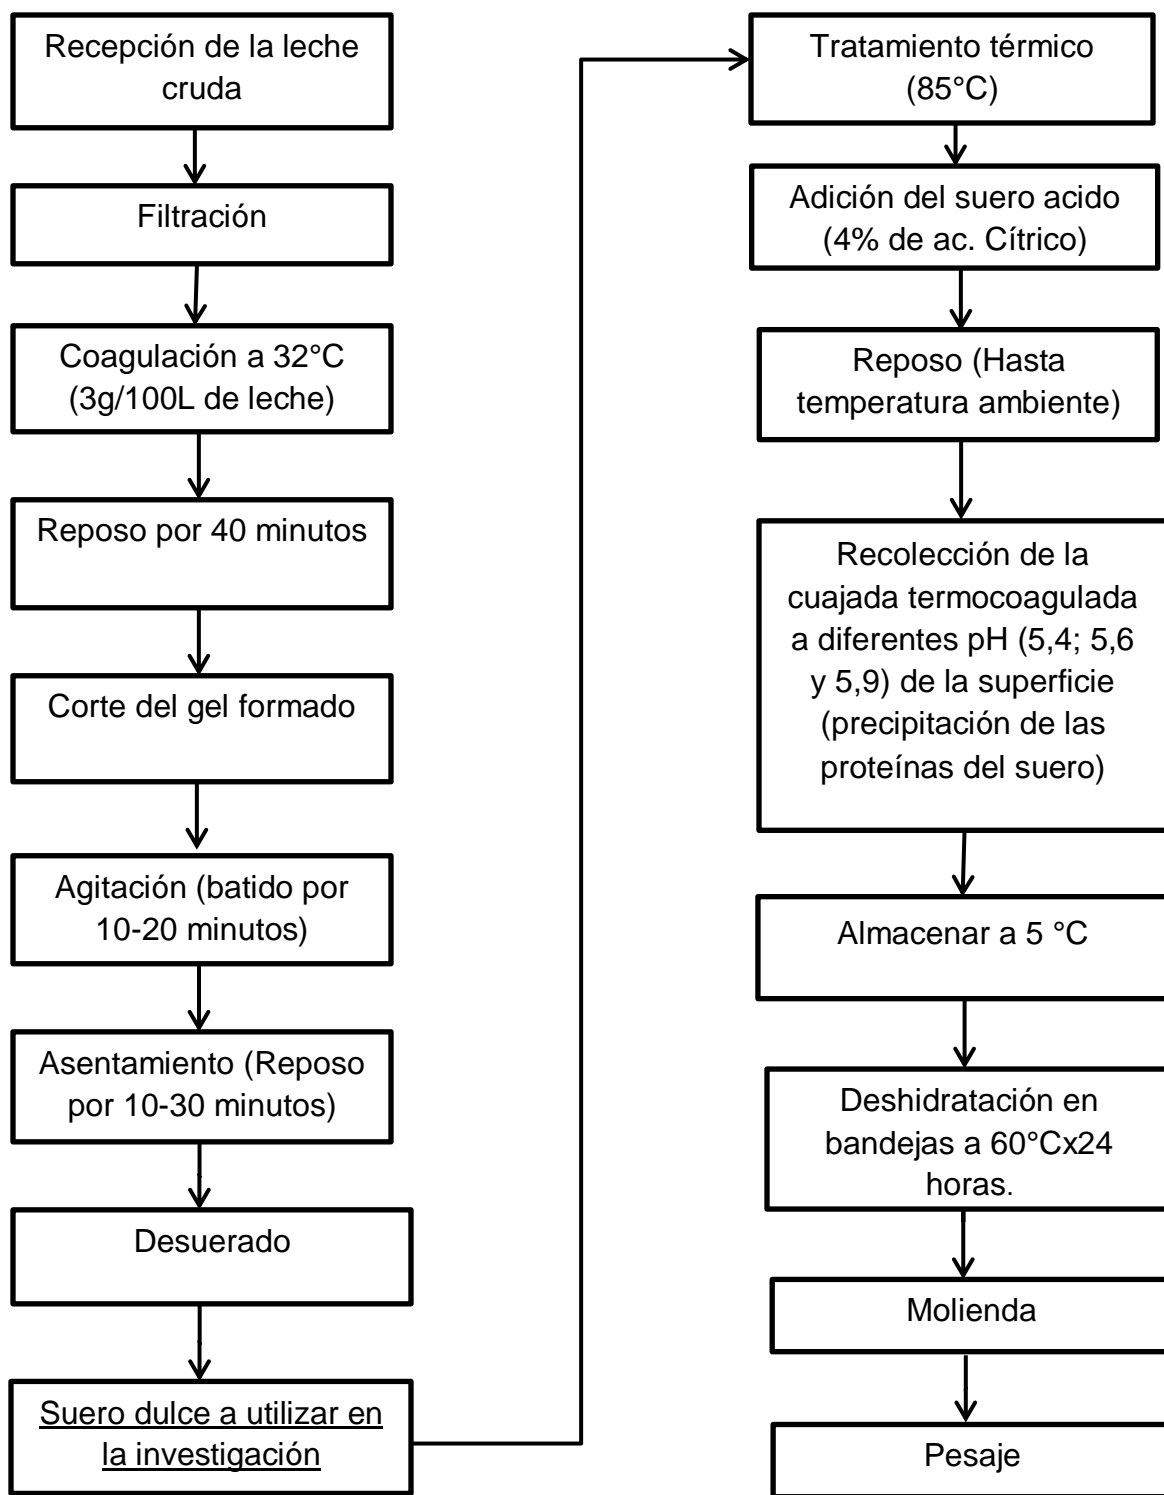 Recepción de la leche
cruda
Filtración
Coagulación a 32°C
(3g/100L de leche)
Reposo por 40 minutos
Corte del gel formado
Agitación (batido por
10-20 minutos)
Asentamiento (Reposo
por 10-30 minutos)
Desuerado
Suero dulce a utilizar en
la investigación
Tratamiento térmico
(85°C)
Adición del suero acido
(4% de ac. Cítrico)
Reposo (Hasta
temperatura ambiente)
Recolección de la
cuajada termocoagulada
a diferentes pH (5,4; 5,6
y 5,9) de la superficie
(precipitación de las
proteínas del suero)
Almacenar a 5 °C
Deshidratación en
bandejas a 60°Cx24
horas.
Molienda
Pesaje